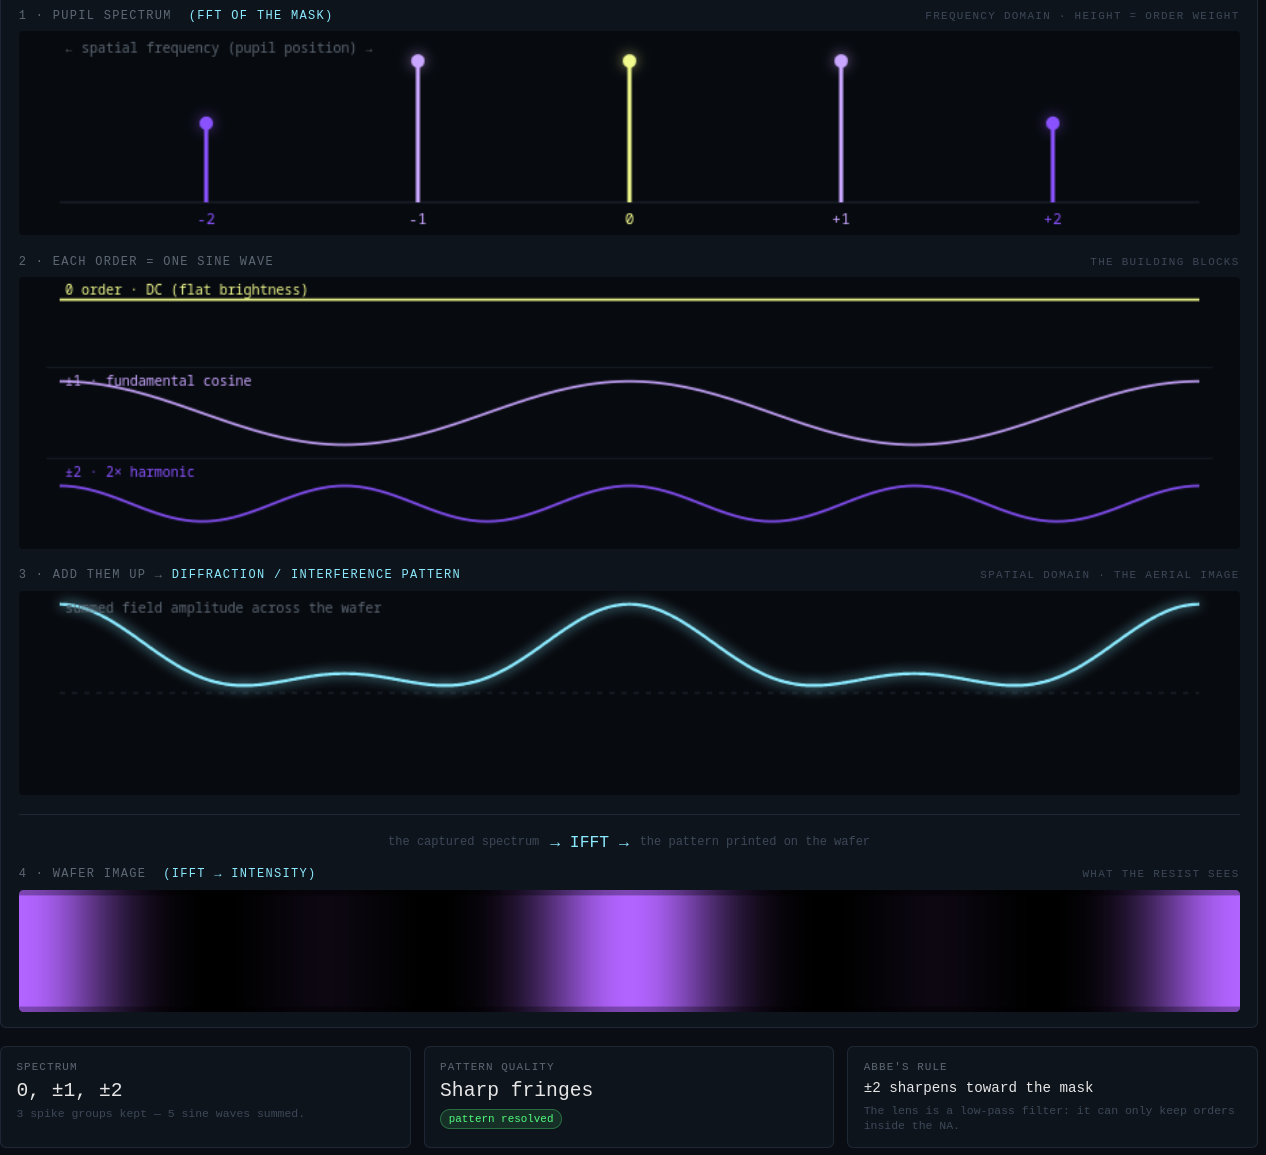 1 · PUPIL SPECTRUM (FFT OF THE MASK)
FREQUENCY DOMAIN · HEIGHT = ORDER WEIGHT
← spatial frequency (pupil position) →
-2
-1
0
+1
+2
2 · EACH ORDER = ONE SINE WAVE
THE BUILDING BLOCKS
0 order · DC (flat brightness)
±1 · fundamental cosine
±2 · 2× harmonic
3 · ADD THEM UP → DIFFRACTION / INTERFERENCE PATTERN
SPATIAL DOMAIN · THE AERIAL IMAGE
summed field amplitude across the wafer
the captured spectrum → IFFT → the pattern printed on the wafer
4 · WAFER IMAGE (IFFT → INTENSITY)
WHAT THE RESIST SEES
SPECTRUM
0, ±1, ±2
3 spike groups kept — 5 sine waves summed.
PATTERN QUALITY
Sharp fringes
pattern resolved
ABBE'S RULE
±2 sharpens toward the mask
The lens is a low-pass filter: it can only keep orders
inside the NA.